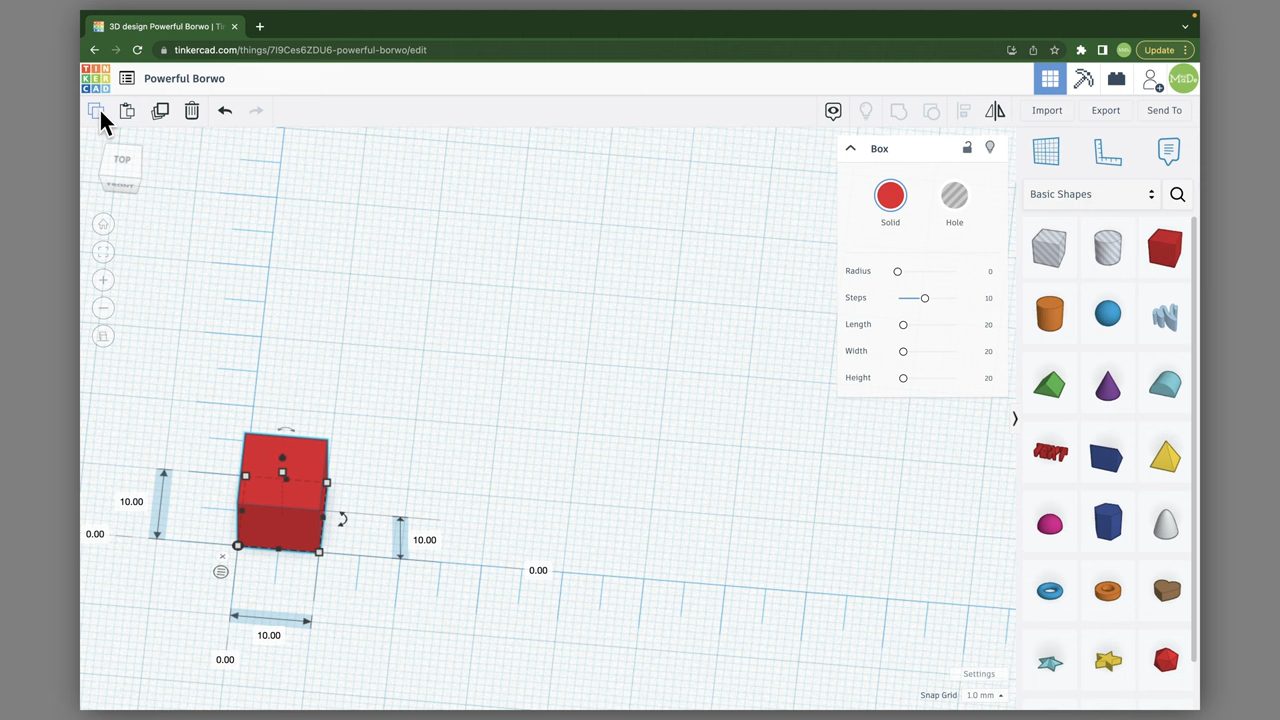 3D design Powerful Borwo | Ti
tinkercad.com/things/7I9Ces6ZDU6-powerful-borwo/edit
Update
TIN
KER
CAD
Powerful Borwo
MaDe
Import
Export
Send To
TOP
FRONT
Box
Solid
Hole
Radius
0
Steps
10
Length
20
Width
20
Height
20
Basic Shapes
TEXT
10.00
0.00
10.00
0.00
10.00
0.00
Settings
Snap Grid
1.0 mm